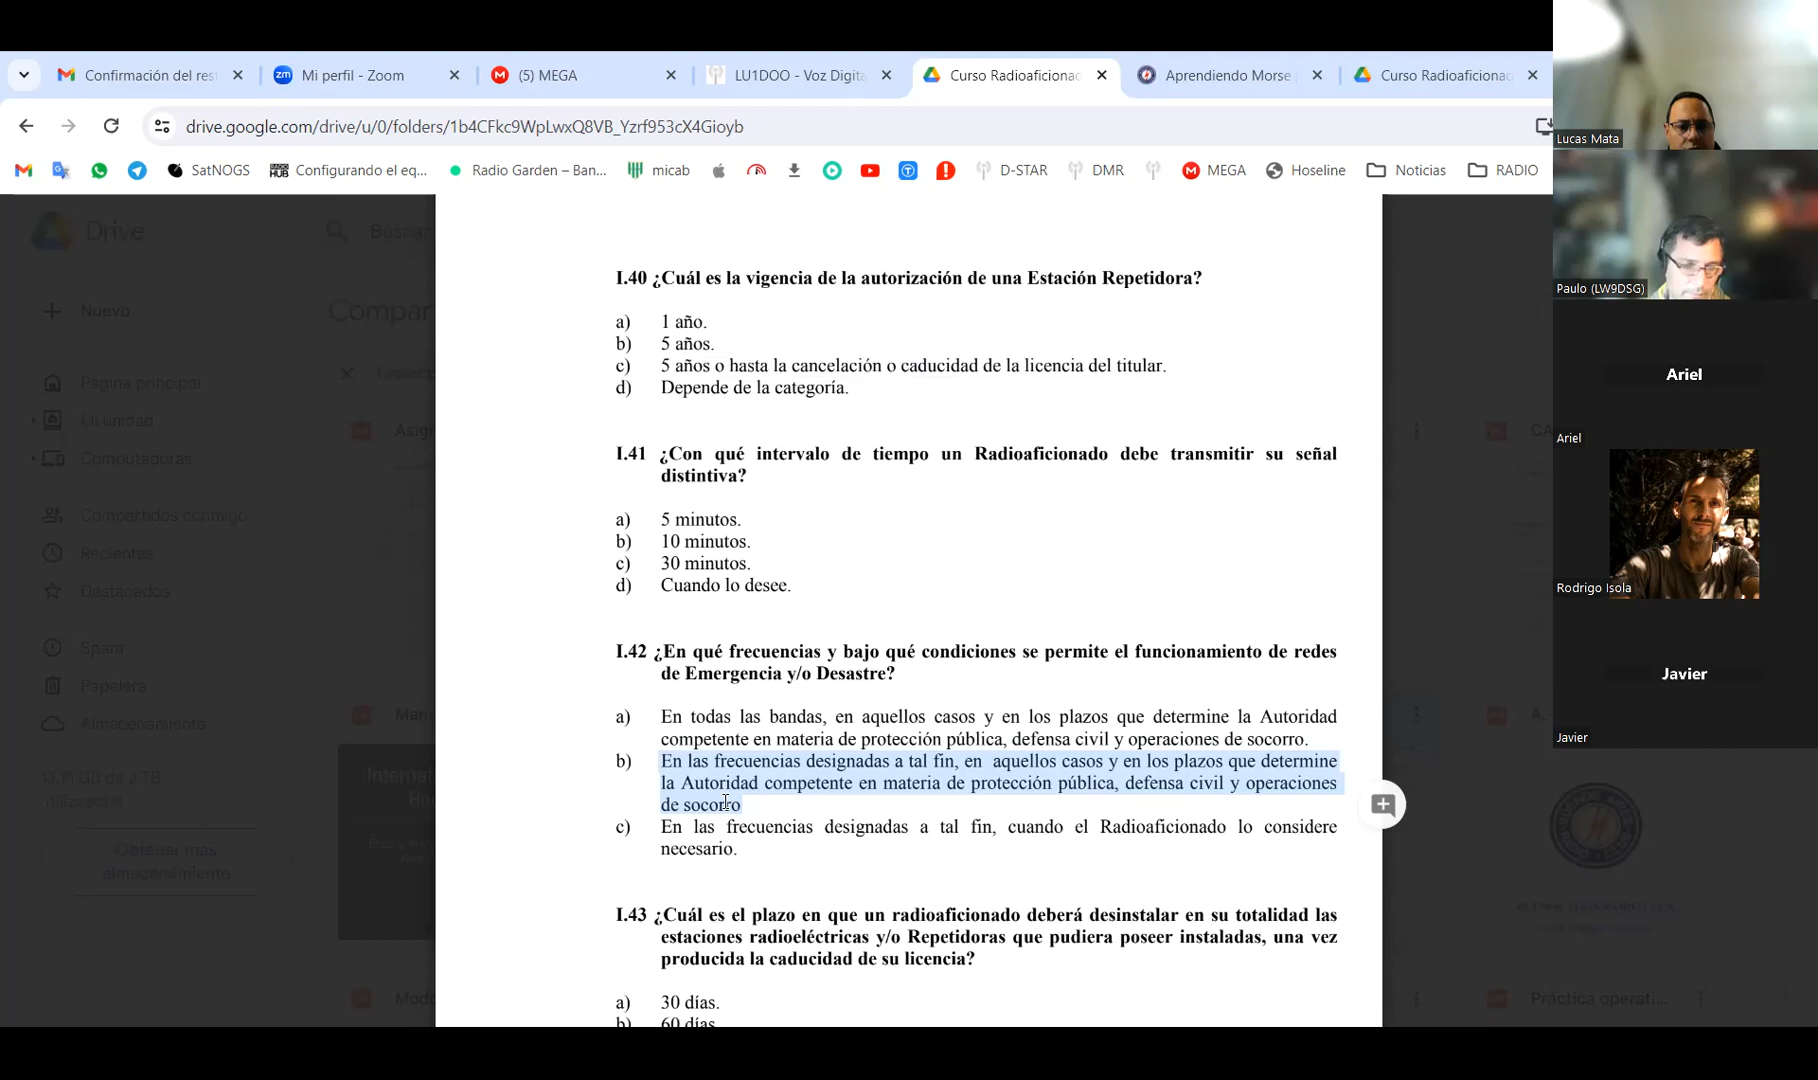 Confirmación del res
Mi perfil - Zoom
(5) MEGA
LU1DOO - Voz Digita
Curso Radioaficiona
Aprendiendo Morse
Curso Radioaficionac
drive.google.com/drive/u/0/folders/1b4CFkc9WpLwxQ8VB_Yzrf953cX4Gioyb
SatNOGS
Configurando el eq...
Radio Garden – Ban...
micab
D-STAR
DMR
MEGA
Hoseline
Noticias
RADIO
Drive
Buscar
Nuevo
Compar
Página principal
Mi unidad
Computadoras
Compartidos conmigo
Recientes
Destacados
Spam
Papelera
Almacenamiento
Obtener más
almacenamiento
I.40 ¿Cuál es la vigencia de la autorización de una Estación Repetidora?
a) 1 año.
b) 5 años.
c) 5 años o hasta la cancelación o caducidad de la licencia del titular.
d) Depende de la categoría.
I.41 ¿Con qué intervalo de tiempo un Radioaficionado debe transmitir su señal
distintiva?
a) 5 minutos.
b) 10 minutos.
c) 30 minutos.
d) Cuando lo desee.
I.42 ¿En qué frecuencias y bajo qué condiciones se permite el funcionamiento de redes
de Emergencia y/o Desastre?
a) En todas las bandas, en aquellos casos y en los plazos que determine la Autoridad
competente en materia de protección pública, defensa civil y operaciones de socorro.
b) En las frecuencias designadas a tal fin, en aquellos casos y en los plazos que determine
la Autoridad competente en materia de protección pública, defensa civil y operaciones
de socorro
c) En las frecuencias designadas a tal fin, cuando el Radioaficionado lo considere
necesario.
I.43 ¿Cuál es el plazo en que un radioaficionado deberá desinstalar en su totalidad las
estaciones radioeléctricas y/o Repetidoras que pudiera poseer instaladas, una vez
producida la caducidad de su licencia?
a) 30 días.
b) 60 días
Práctica operati...
Lucas Mata
Paulo (LW9DSG)
Ariel
Ariel
Rodrigo Isola
Javier
Javier